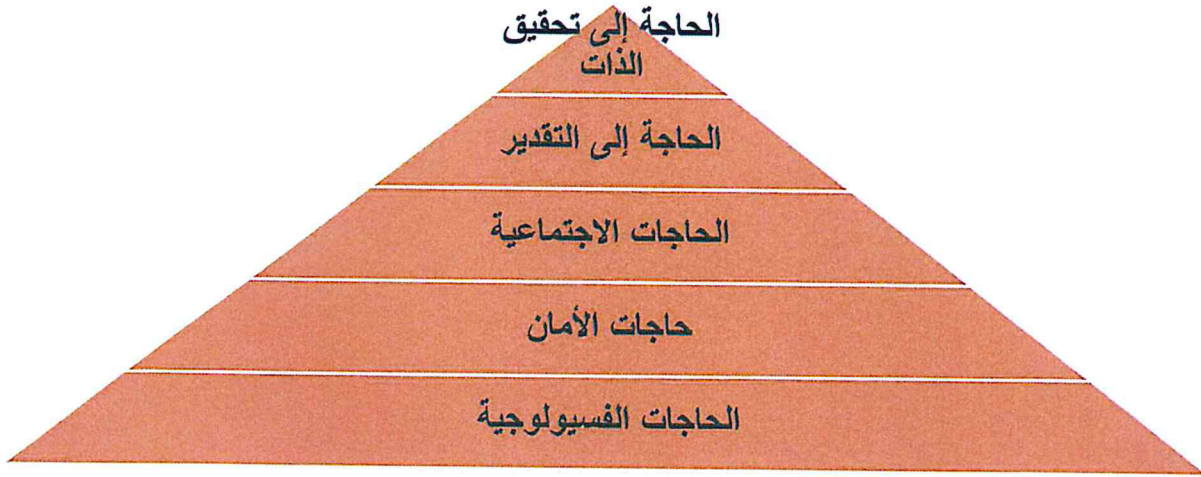 الحاجة إلى تحقيق
الذات
الحاجة إلى التقدير
الحاجات الاجتماعية
حاجات الأمان
الحاجات الفسيولوجية